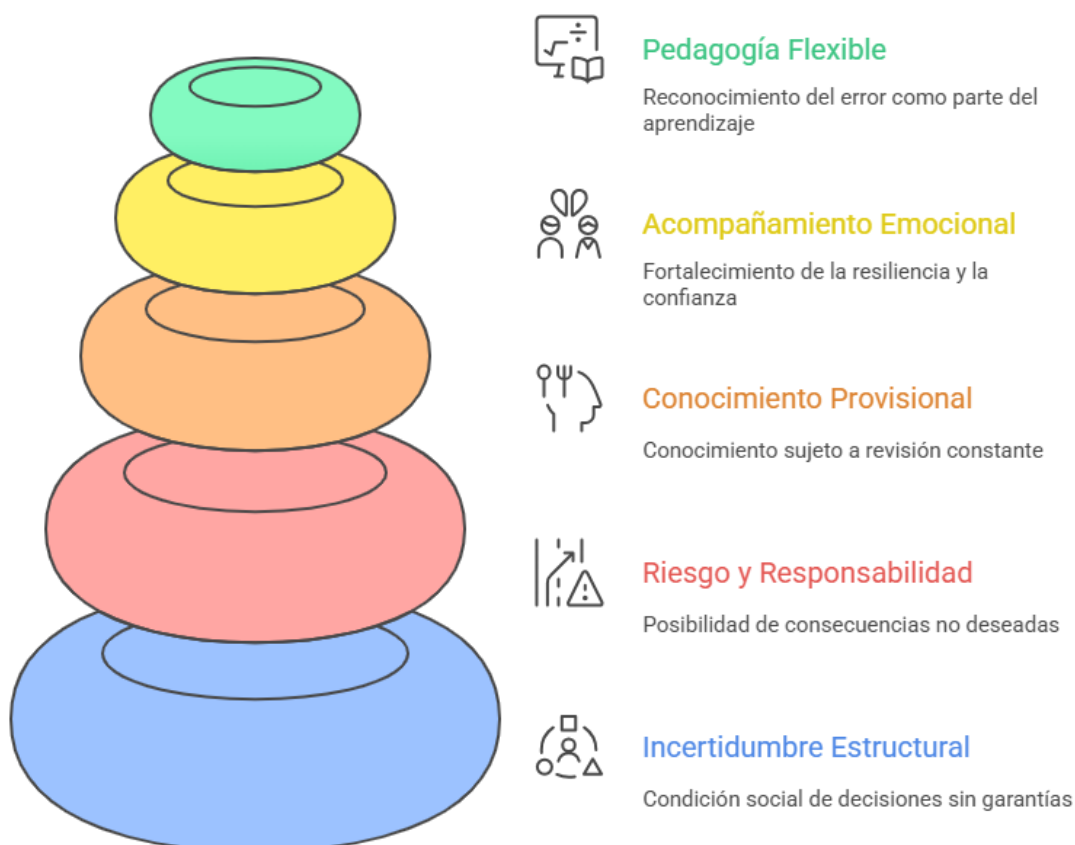 Pedagogía Flexible
Reconocimiento del error como parte del
aprendizaje
Acompañamiento Emocional
Fortalecimiento de la resiliencia y la
confianza
Conocimiento Provisional
Conocimiento sujeto a revisión constante
Riesgo y Responsabilidad
Posibilidad de consecuencias no deseadas
Incertidumbre Estructural
Condición social de decisiones sin garantías